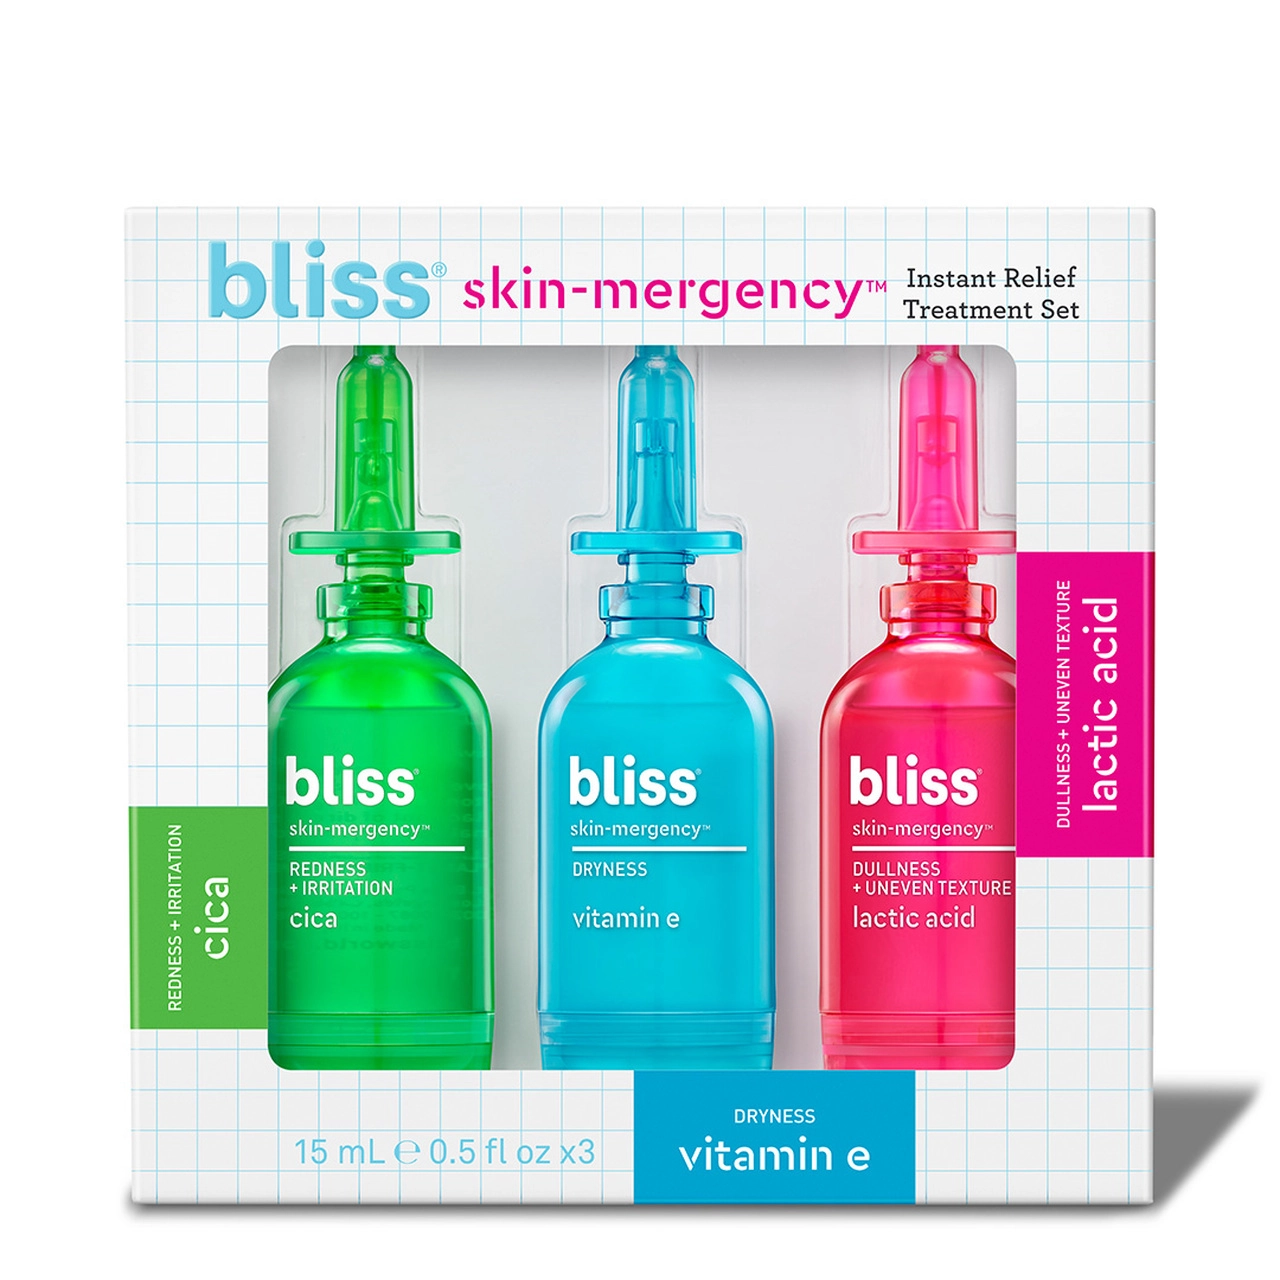 bliss® skin-mergency™ Instant Relief
Treatment Set
bliss®
skin-mergency™
REDNESS
+ IRRITATION
cica
bliss®
skin-mergency™
DRYNESS
vitamin e
bliss®
skin-mergency™
DULLNESS
+ UNEVEN TEXTURE
lactic acid
REDNESS + IRRITATION
cica
DULLNESS + UNEVEN TEXTURE
lactic acid
15 mL ℮ 0.5 fl oz x3
DRYNESS
vitamin e